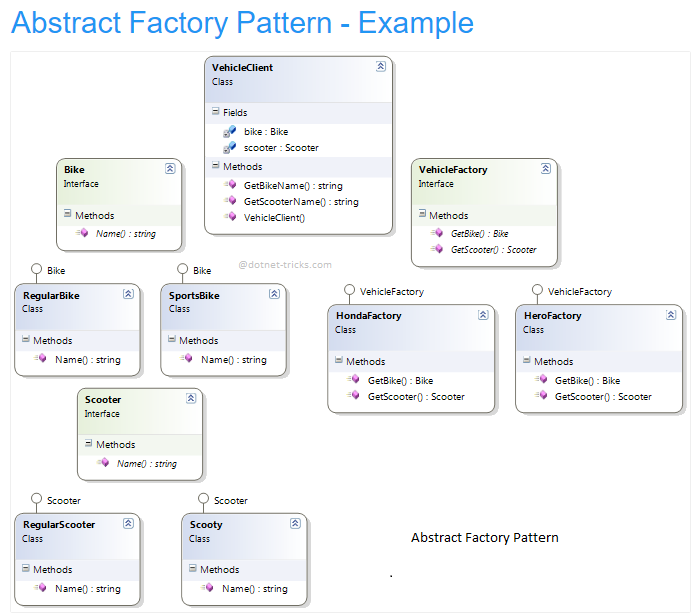 Abstract Factory Pattern - Example
VehicleClient
Class
Fields
bike : Bike
scooter : Scooter
Methods
GetBikeName() : string
GetScooterName() : string
VehicleClient()
Bike
Interface
Methods
Name() : string
VehicleFactory
Interface
Methods
GetBike() : Bike
GetScooter() : Scooter
@dotnet-tricks.com
Bike
RegularBike
Class
Methods
Name() : string
Bike
SportsBike
Class
Methods
Name() : string
VehicleFactory
HondaFactory
Class
Methods
GetBike() : Bike
GetScooter() : Scooter
VehicleFactory
HeroFactory
Class
Methods
GetBike() : Bike
GetScooter() : Scooter
Scooter
Interface
Methods
Name() : string
Scooter
RegularScooter
Class
Methods
Name() : string
Scooter
Scooty
Class
Methods
Name() : string
Abstract Factory Pattern
.